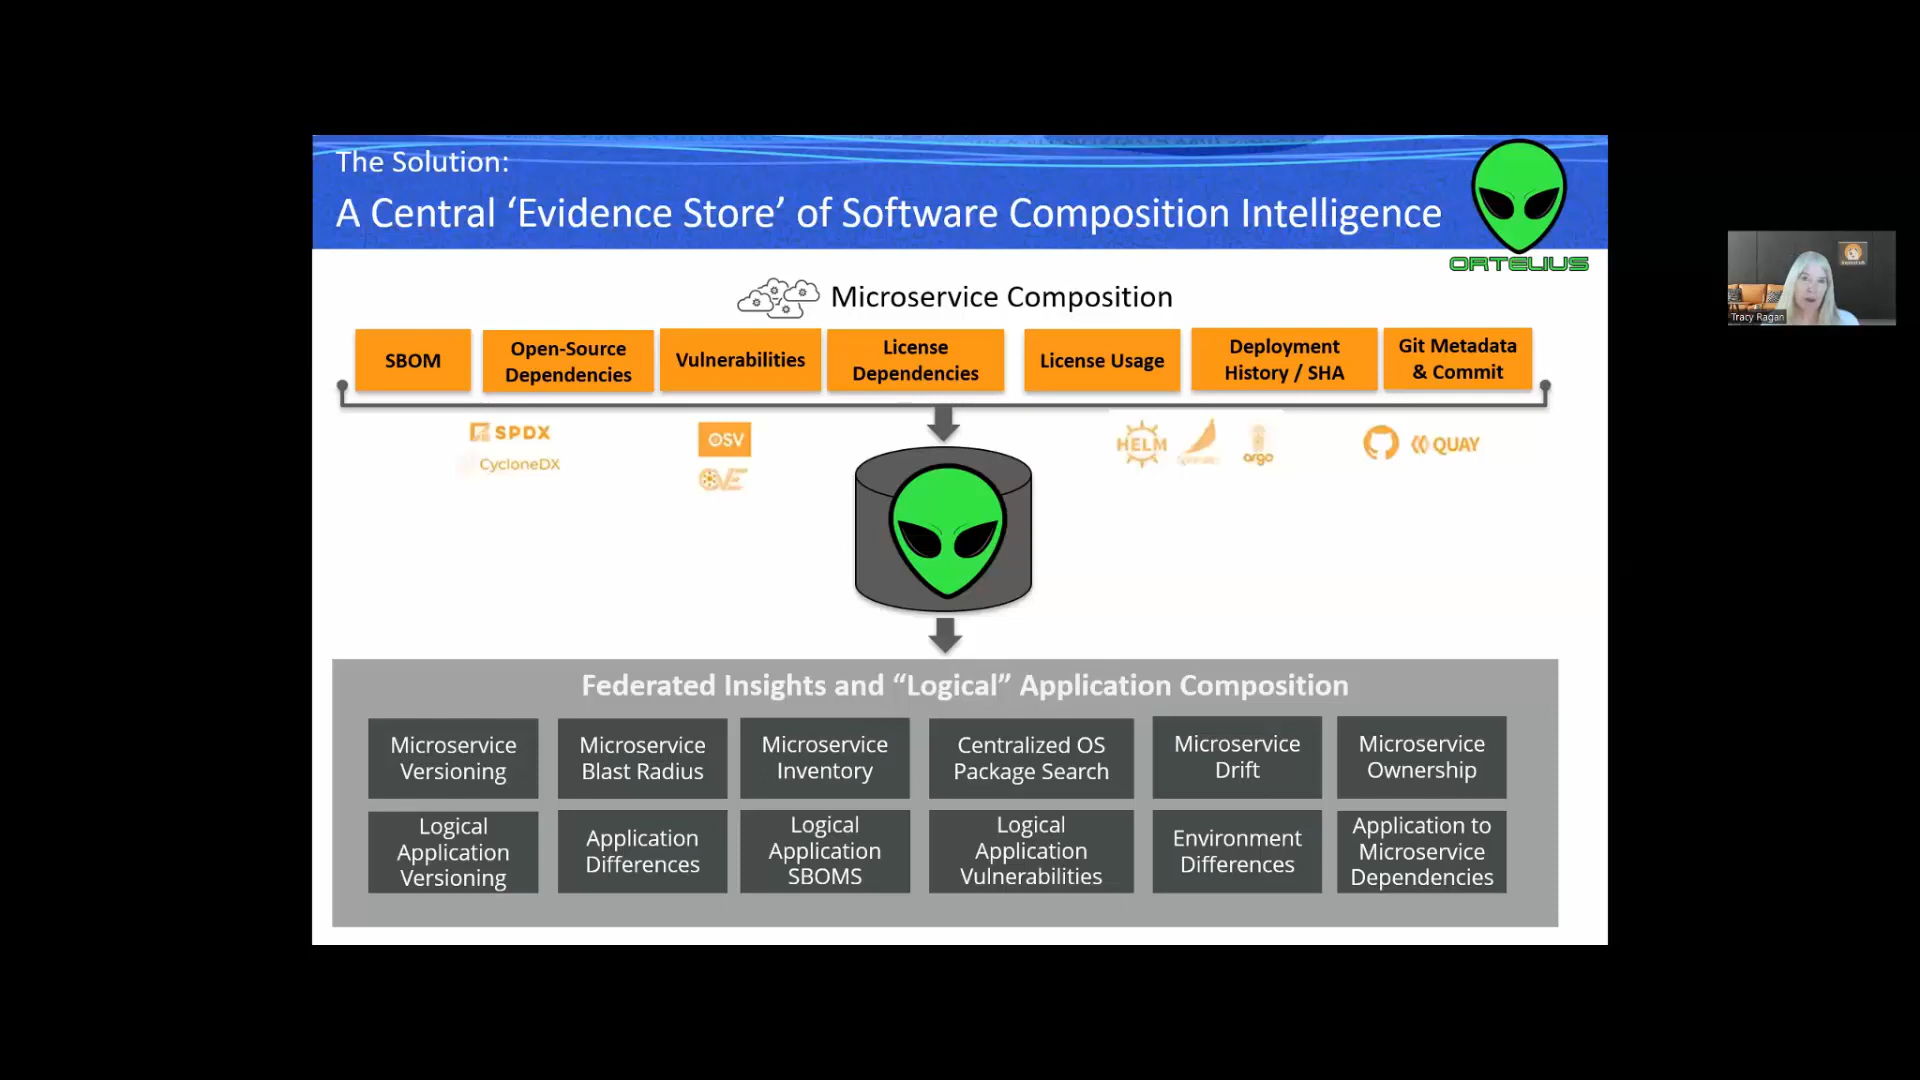 The Solution:
A Central ‘Evidence Store’ of Software Composition Intelligence
ORTELIUS
Microservice Composition
SBOM
Open-Source
Dependencies
Vulnerabilities
License
Dependencies
License Usage
Deployment
History / SHA
Git Metadata
& Commit
SPDX
CycloneDX
OSV
CVE
HELM
argo
QUAY
Tracy Ragan
Federated Insights and “Logical” Application Composition
Microservice
Versioning
Microservice
Blast Radius
Microservice
Inventory
Centralized OS
Package Search
Microservice
Drift
Microservice
Ownership
Logical
Application
Versioning
Application
Differences
Logical
Application
SBOMS
Logical
Application
Vulnerabilities
Environment
Differences
Application to
Microservice
Dependencies